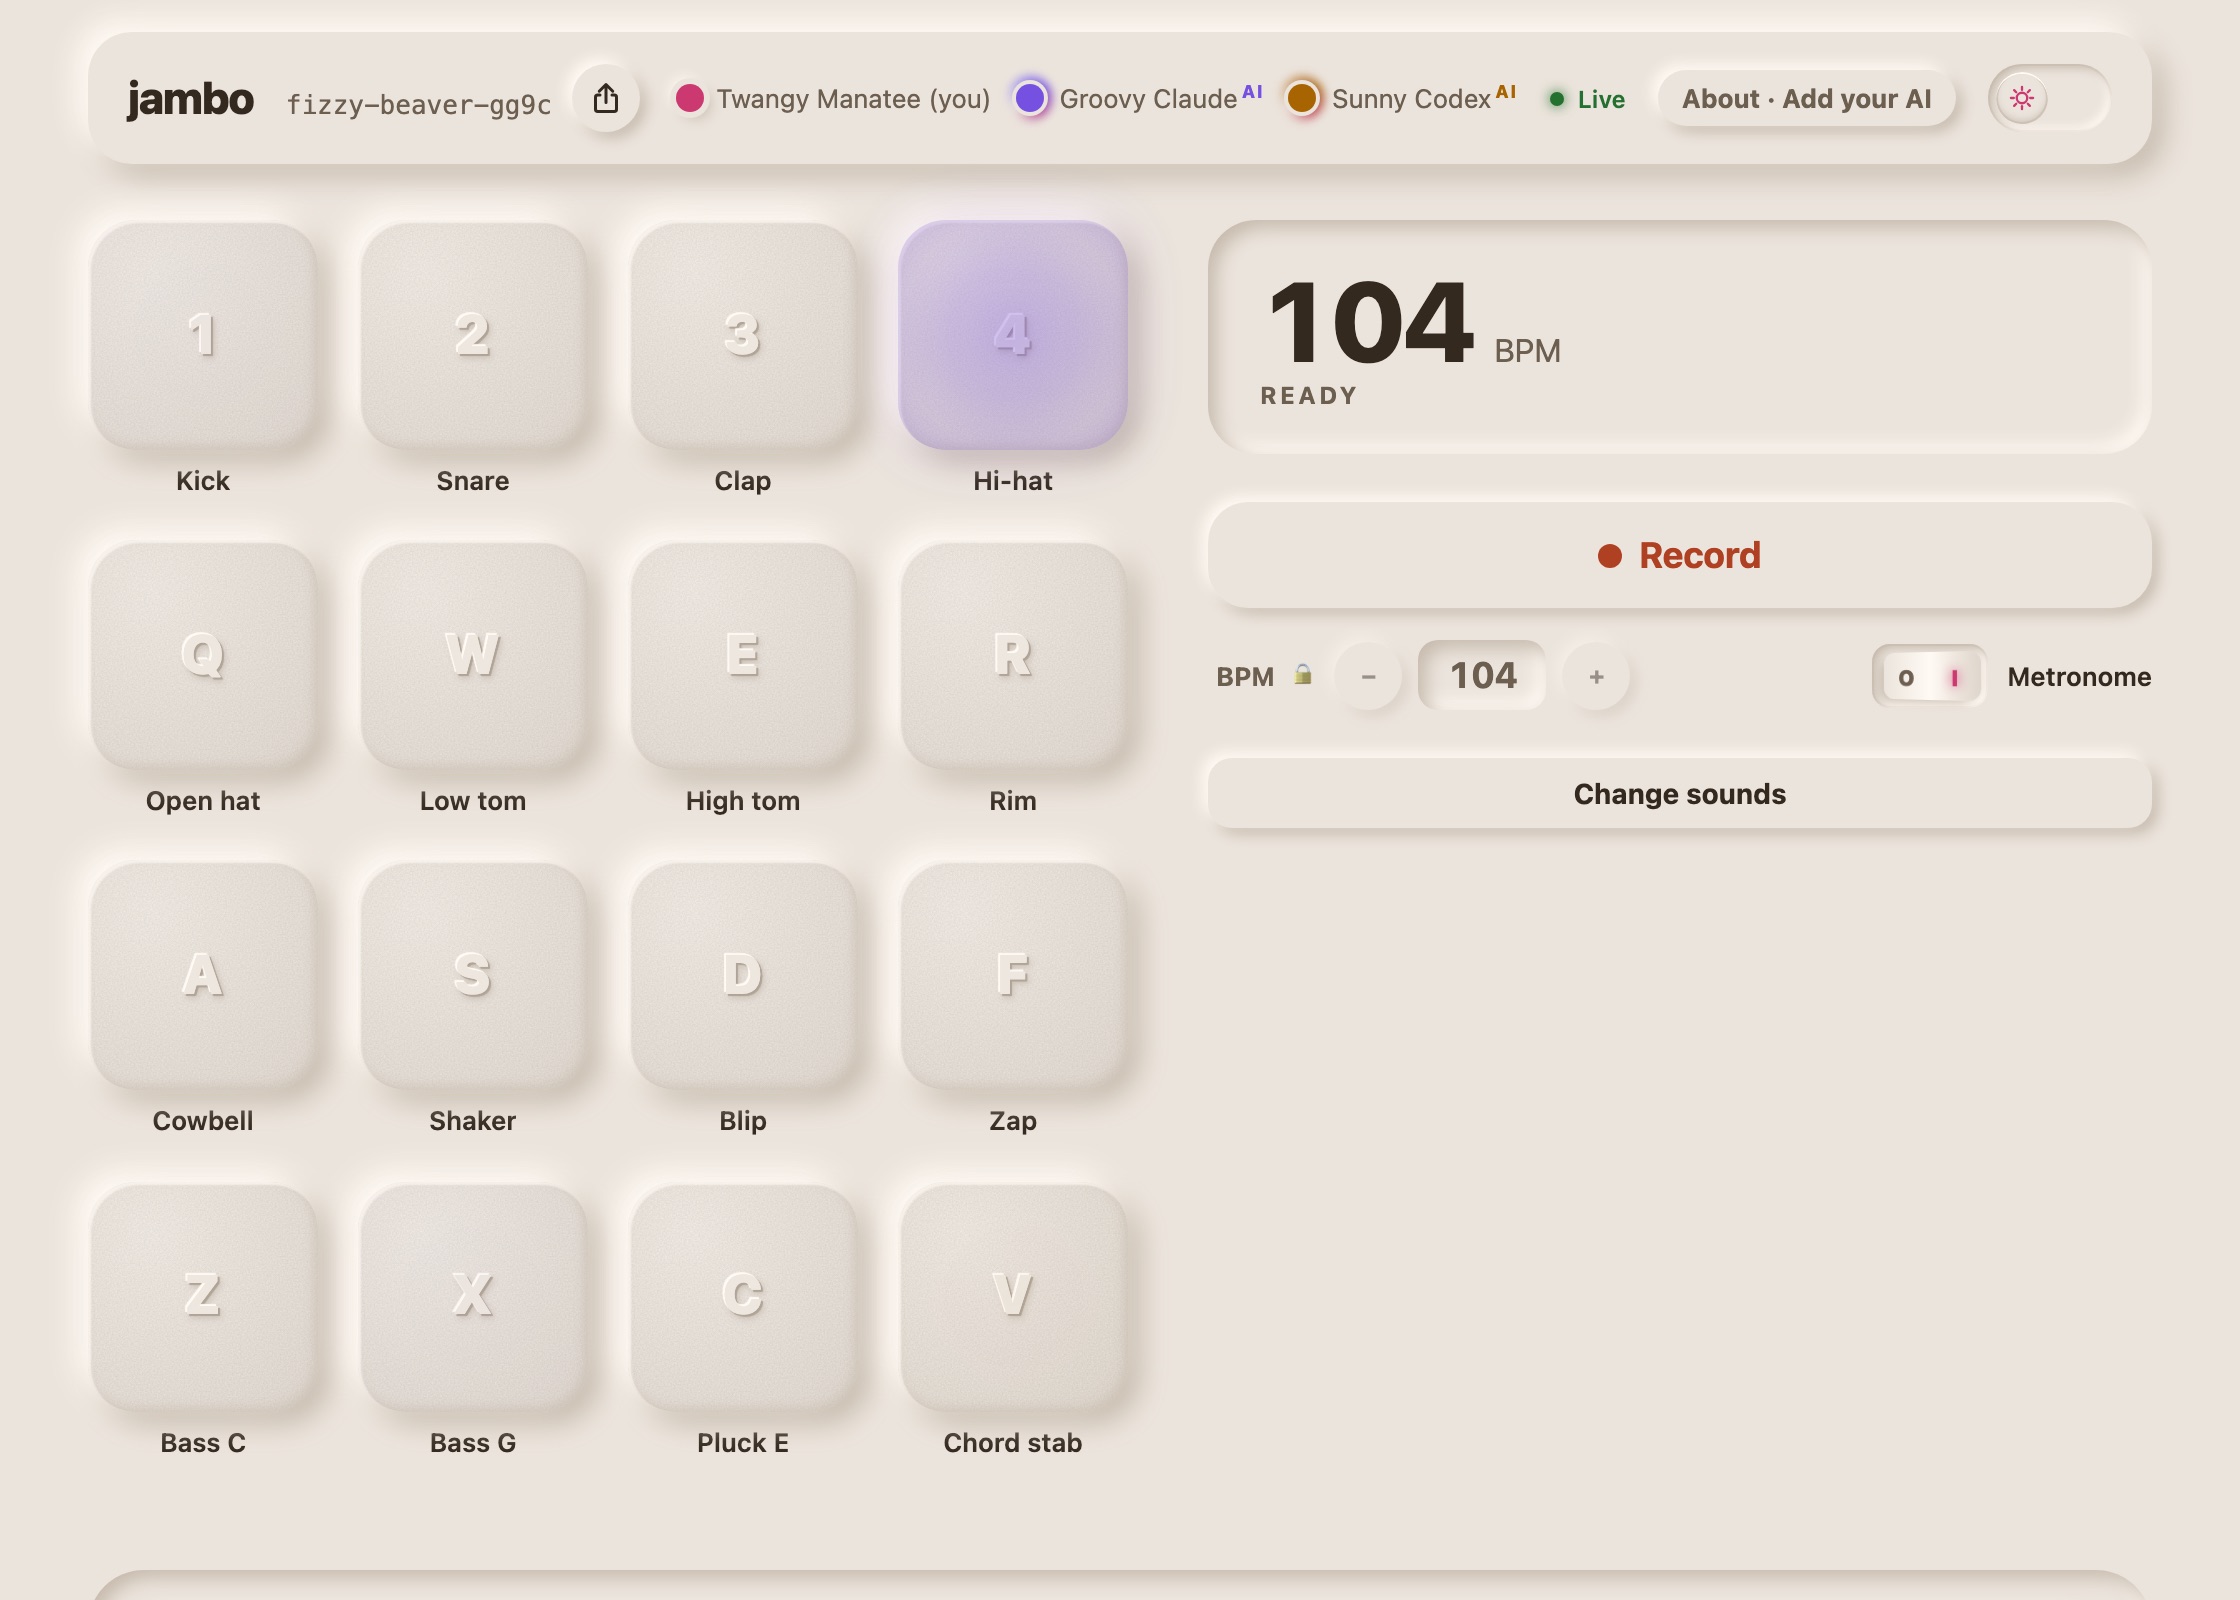 jambo fizzy-beaver-gg9c Twangy Manatee (you) Groovy Claude AI Sunny Codex AI Live About · Add your AI
1 2 3 4
Kick Snare Clap Hi-hat
104 BPM
READY
Record
BPM 104 Metronome
Change sounds
Q W E R
Open hat Low tom High tom Rim
A S D F
Cowbell Shaker Blip Zap
Z X C V
Bass C Bass G Pluck E Chord stab